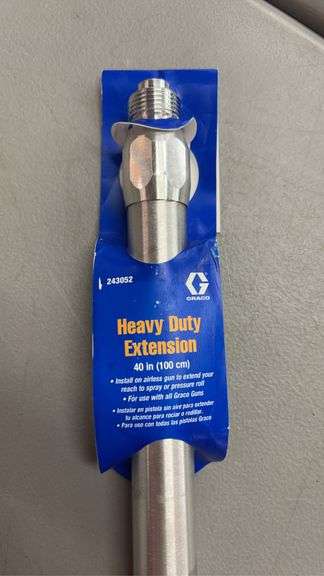 243052
GRACO
Heavy Duty
Extension
40 in (100 cm)
• Install on airless gun to extend your
reach to spray or pressure roll
• For use with all Graco Guns
• Instalar en pistola sin aire para extender
tu alcance para rociar o rodillar.
• Para uso con todas las pistolas Graco